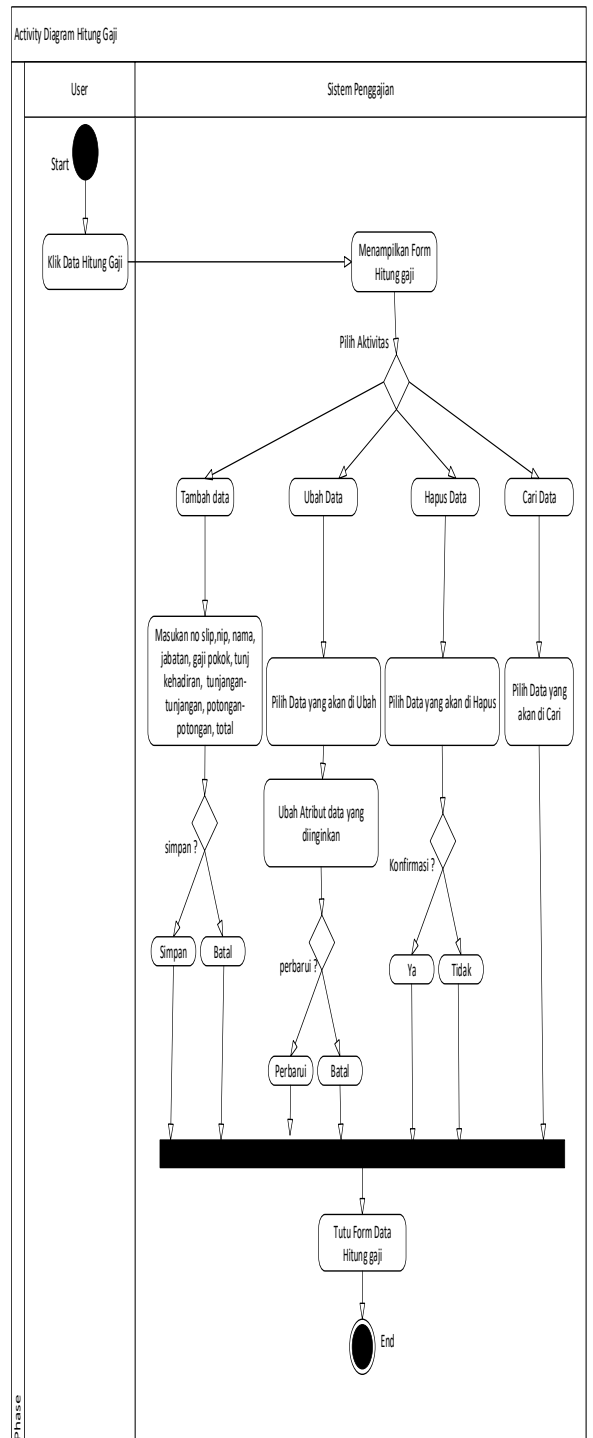 Activity Diagram Hitung Gaji
User
Sistem Penggajian
Start
Klik Data Hitung Gaji
Menampilkan Form
Hitung gaji
Pilih Aktivitas
Tambah data
Ubah Data
Hapus Data
Cari Data
Masukan no slip,nip, nama,
jabatan, gaji pokok, tunj
kehadiran, tunjangan-
tunjangan, potongan-
potongan, total
Pilih Data yang akan di Ubah
Pilih Data yang akan di Hapus
Pilih Data yang
akan di Cari
Ubah Atribut data yang
diinginkan
simpan ?
Konfirmasi ?
Simpan
Batal
perbarui ?
Ya
Tidak
Perbarui
Batal
Tutu Form Data
Hitung gaji
End
Phase